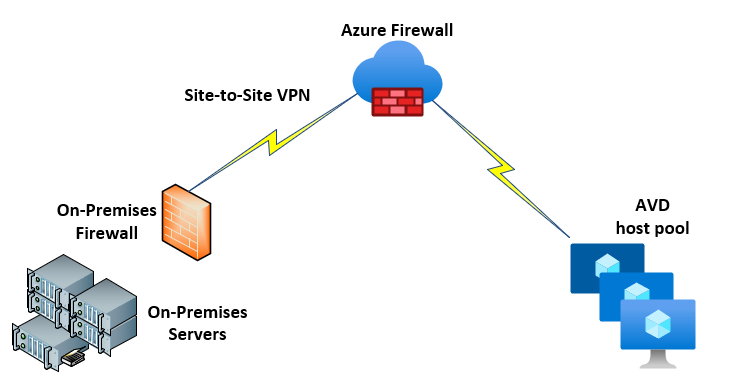 Azure Firewall
Site-to-Site VPN
On-Premises
Firewall
AVD
host pool
On-Premises
Servers